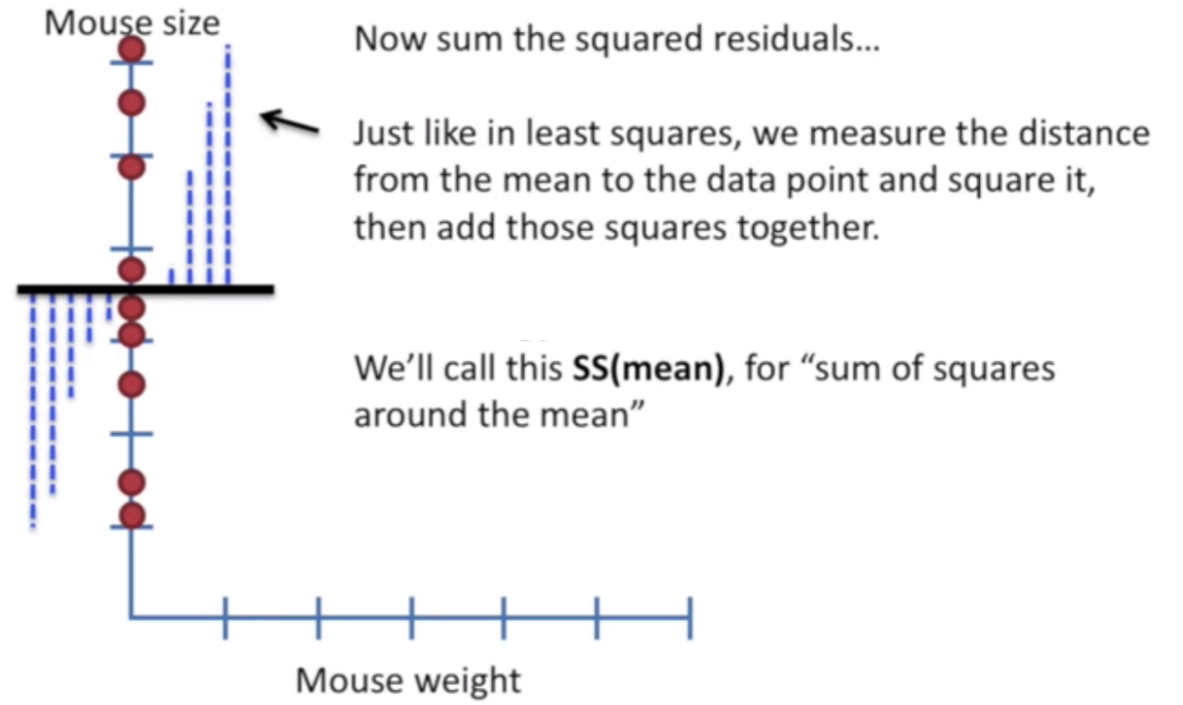 Mouse size
Now sum the squared residuals...
Just like in least squares, we measure the distance
from the mean to the data point and square it,
then add those squares together.
We’ll call this SS(mean), for “sum of squares
around the mean”
Mouse weight